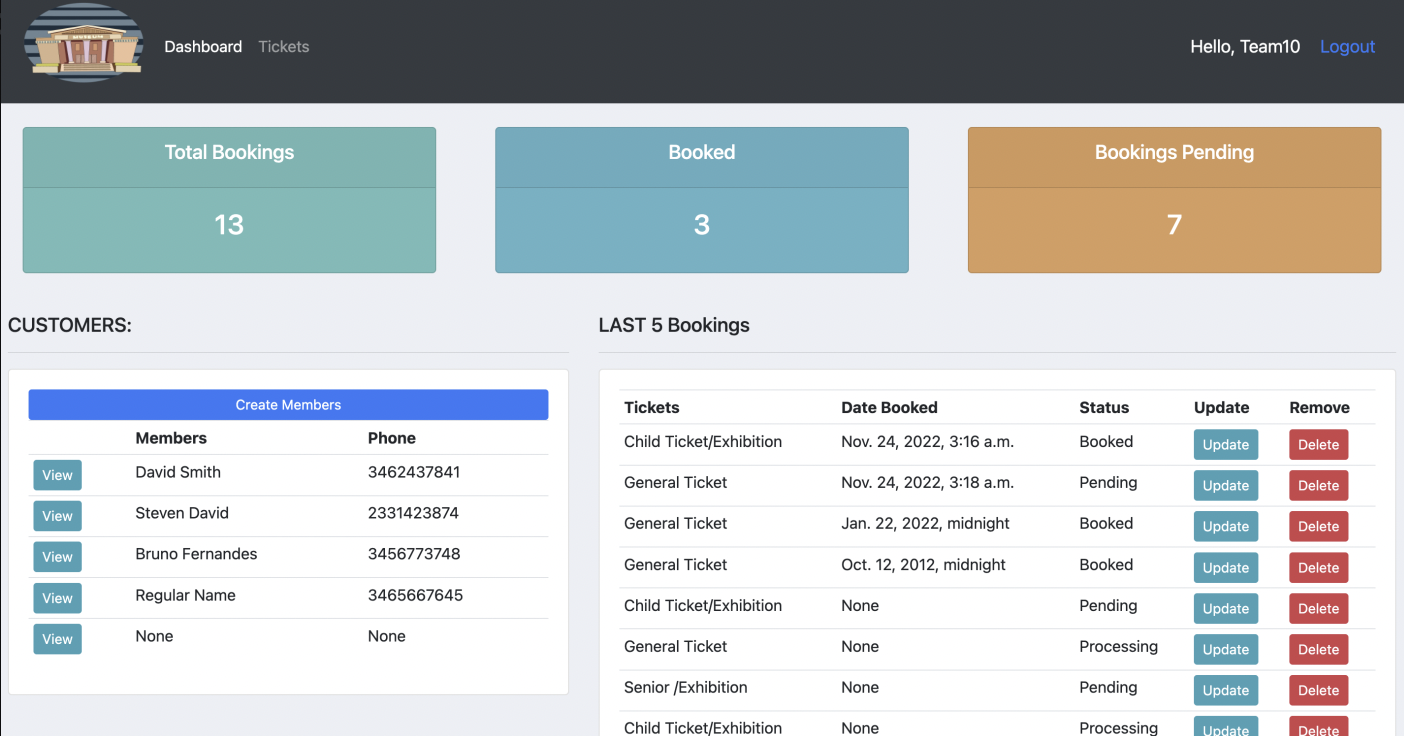 MUSEUM
Dashboard Tickets
Hello, Team10 Logout
Total Bookings
13
Booked
3
Bookings Pending
7
CUSTOMERS:
Create Members
Members Phone
View David Smith 3462437841
View Steven David 2331423874
View Bruno Fernandes 3456773748
View Regular Name 3465667645
View None None
LAST 5 Bookings
Tickets Date Booked Status Update Remove
Child Ticket/Exhibition Nov. 24, 2022, 3:16 a.m. Booked Update Delete
General Ticket Nov. 24, 2022, 3:18 a.m. Pending Update Delete
General Ticket Jan. 22, 2022, midnight Booked Update Delete
General Ticket Oct. 12, 2012, midnight Booked Update Delete
Child Ticket/Exhibition None Pending Update Delete
General Ticket None Processing Update Delete
Senior /Exhibition None Pending Update Delete
Child Ticket/Exhibition None Processing Update Delete